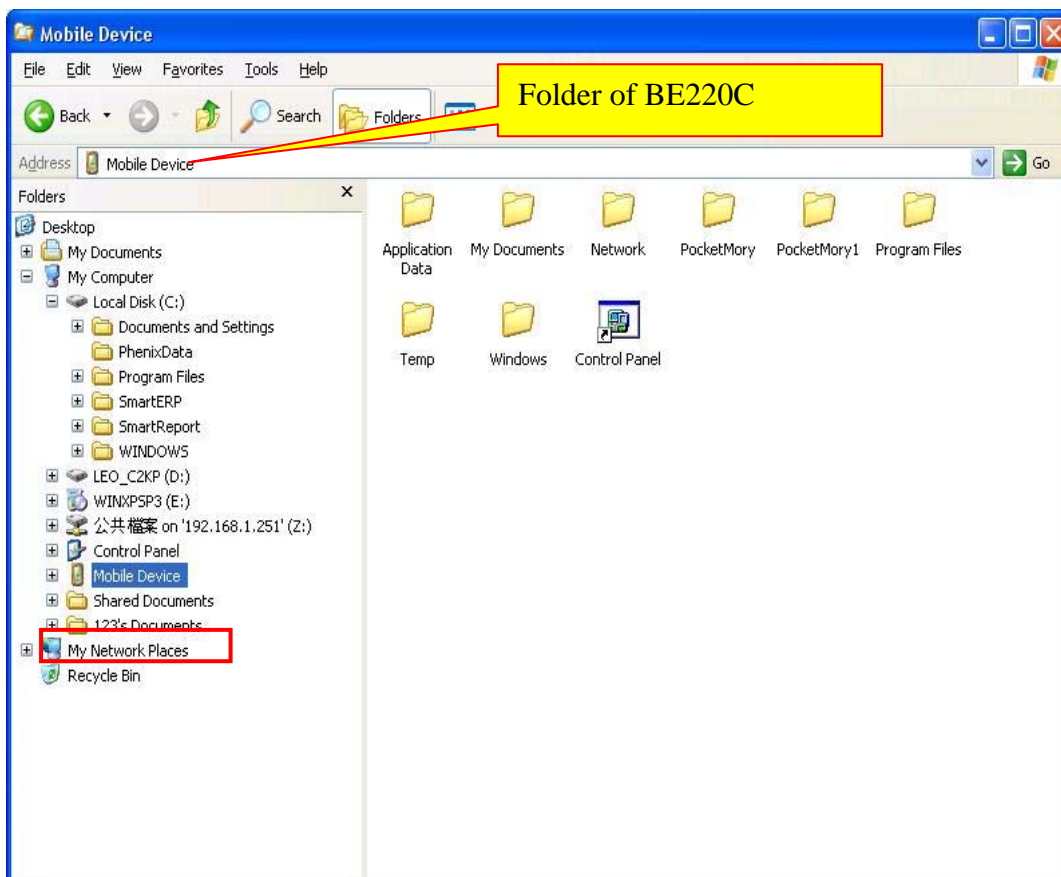 Mobile Device
File Edit View Favorites Tools Help
Folder of BE220C
Back Search Folders
Address Mobile Device Go
Folders
Desktop
My Documents
My Computer
Local Disk (C:)
Documents and Settings
PhenixData
Program Files
SmartERP
SmartReport
WINDOWS
LEO_C2KP (D:)
WINXPSP3 (E:)
公共檔案 on '192.168.1.251' (Z:)
Control Panel
Mobile Device
Shared Documents
123's Documents
My Network Places
Recycle Bin
Application Data
My Documents
Network
PocketMory
PocketMory1
Program Files
Temp
Windows
Control Panel